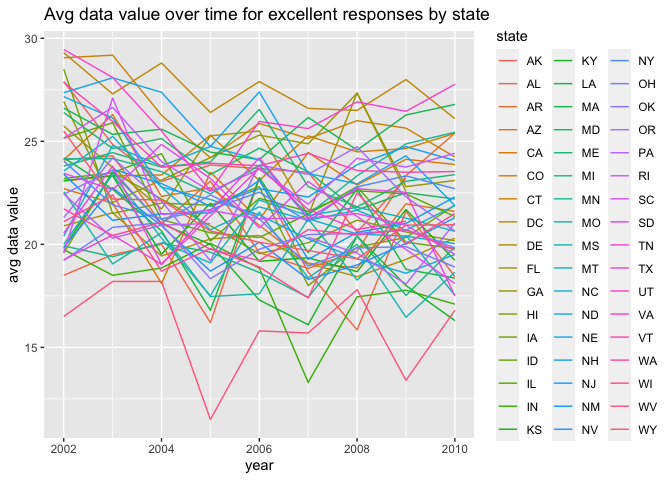 Avg data value over time for excellent responses by state
30
25
20
15
avg data value
2002 2004 2006 2008 2010
year
state
AK KY NY
AL LA OH
AR MA OK
AZ MD OR
CA ME PA
CO MI RI
CT MN SC
DC MO SD
DE MS TN
FL MT TX
GA NC UT
HI ND VA
IA NE VT
ID NH WA
IL NJ WI
IN NM WV
KS NV WY